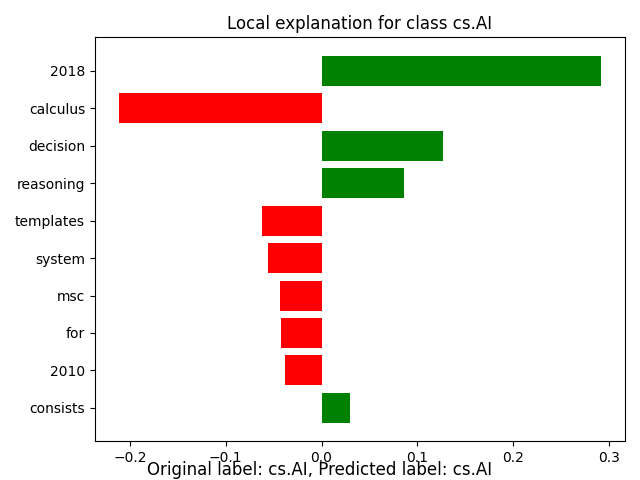 Local explanation for class cs.AI
2018
calculus
decision
reasoning
templates
system
msc
for
2010
consists
−0.2 −0.1 0.0 0.1 0.2 0.3
Original label: cs.AI, Predicted label: cs.AI